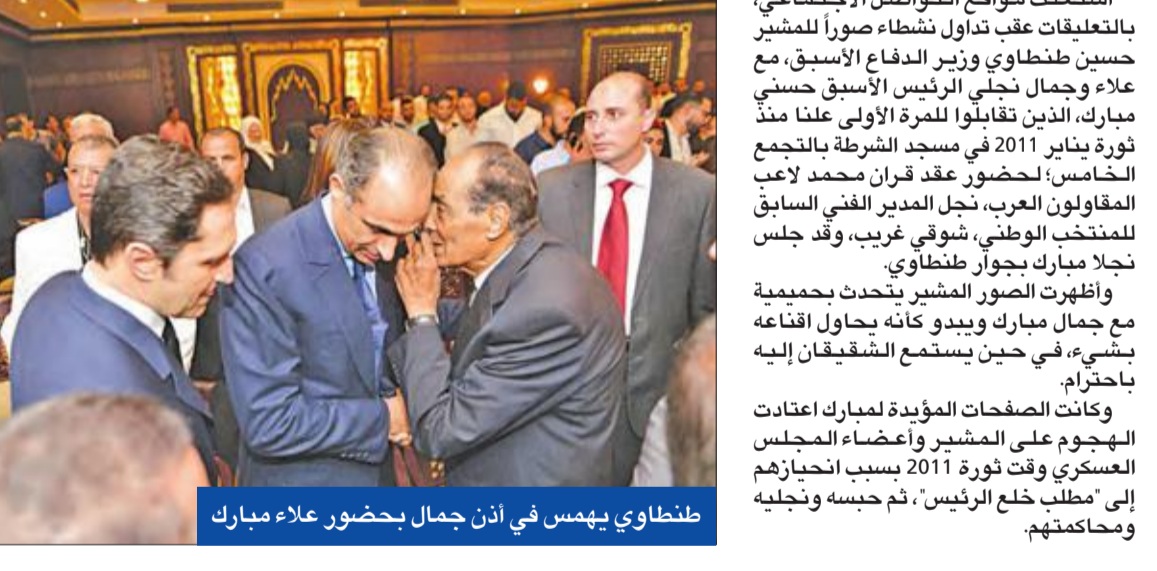 بالتعليقات عقب تداول نشطاء صوراً للمشير
حسين طنطاوي وزير الدفاع الأسبق، مع
علاء وجمال نجلي الرئيس الأسبق حسني
مبارك، الذين تقابلوا للمرة الأولى علنا منذ
ثورة يناير 2011 في مسجد الشرطة بالتجمع
الخامس؛ لحضور عقد قران محمد لاعب
المقاولون العرب، نجل المدير الفني السابق
للمنتخب الوطني، شوقي غريب، وقد جلس
نجلا مبارك بجوار طنطاوي.
وأظهرت الصور المشير يتحدث بحميمية
مع جمال مبارك ويبدو كأنه يحاول اقناعه
بشيء، في حين يستمع الشقيقان إليه
باحترام.
وكانت الصفحات المؤيدة لمبارك اعتادت
الهجوم على المشير وأعضاء المجلس
العسكري وقت ثورة 2011 بسبب انحيازهم
إلى "مطلب خلع الرئيس"، ثم حبسه ونجليه
ومحاكمتهم.
طنطاوي يهمس في أذن جمال بحضور علاء مبارك